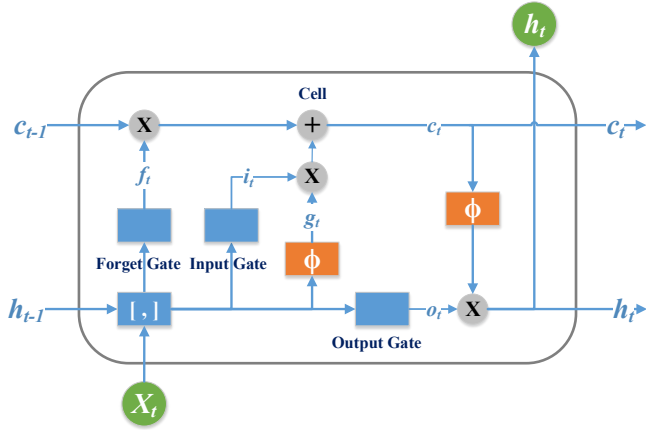 h_t
Cell
c_{t-1} X + c_t c_t
f_t i_t X
g_t ϕ
Forget Gate Input Gate ϕ
h_{t-1} [ , ] o_t X h_t
Output Gate
X_t